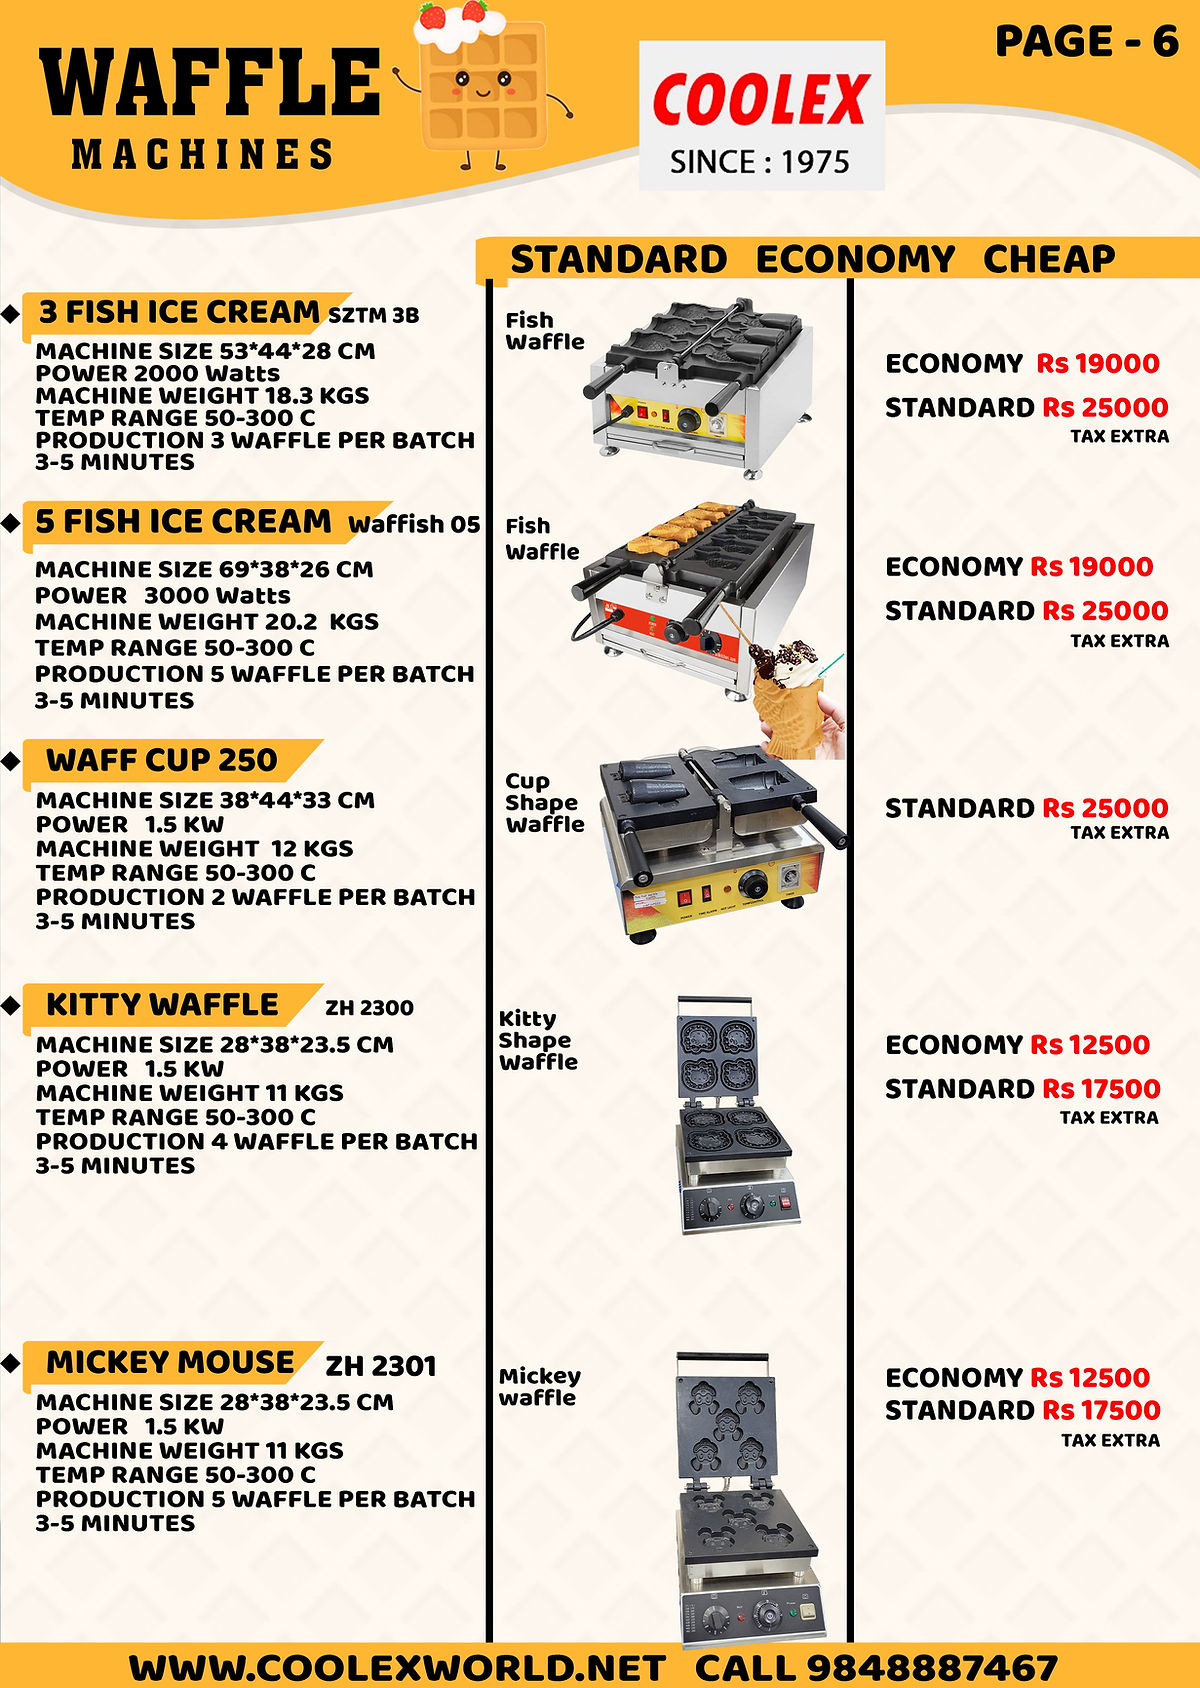 WAFFLE
MACHINES
COOLEX
SINCE : 1975
PAGE - 6
STANDARD ECONOMY CHEAP
3 FISH ICE CREAM SZTM 3B
MACHINE SIZE 53*44*28 CM
POWER 2000 Watts
MACHINE WEIGHT 18.3 KGS
TEMP RANGE 50-300 C
PRODUCTION 3 WAFFLE PER BATCH
3-5 MINUTES
Fish
Waffle
ECONOMY Rs 19000
STANDARD Rs 25000
TAX EXTRA
5 FISH ICE CREAM Waffish 05
MACHINE SIZE 69*38*26 CM
POWER 3000 Watts
MACHINE WEIGHT 20.2 KGS
TEMP RANGE 50-300 C
PRODUCTION 5 WAFFLE PER BATCH
3-5 MINUTES
Fish
Waffle
ECONOMY Rs 19000
STANDARD Rs 25000
TAX EXTRA
WAFF CUP 250
MACHINE SIZE 38*44*33 CM
POWER 1.5 KW
MACHINE WEIGHT 12 KGS
TEMP RANGE 50-300 C
PRODUCTION 2 WAFFLE PER BATCH
3-5 MINUTES
Cup
Shape
Waffle
STANDARD Rs 25000
TAX EXTRA
KITTY WAFFLE ZH 2300
MACHINE SIZE 28*38*23.5 CM
POWER 1.5 KW
MACHINE WEIGHT 11 KGS
TEMP RANGE 50-300 C
PRODUCTION 4 WAFFLE PER BATCH
3-5 MINUTES
Kitty
Shape
Waffle
ECONOMY Rs 12500
STANDARD Rs 17500
TAX EXTRA
MICKEY MOUSE ZH 2301
MACHINE SIZE 28*38*23.5 CM
POWER 1.5 KW
MACHINE WEIGHT 11 KGS
TEMP RANGE 50-300 C
PRODUCTION 5 WAFFLE PER BATCH
3-5 MINUTES
Mickey
waffle
ECONOMY Rs 12500
STANDARD Rs 17500
TAX EXTRA
WWW.COOLEXWORLD.NET CALL 9848887467